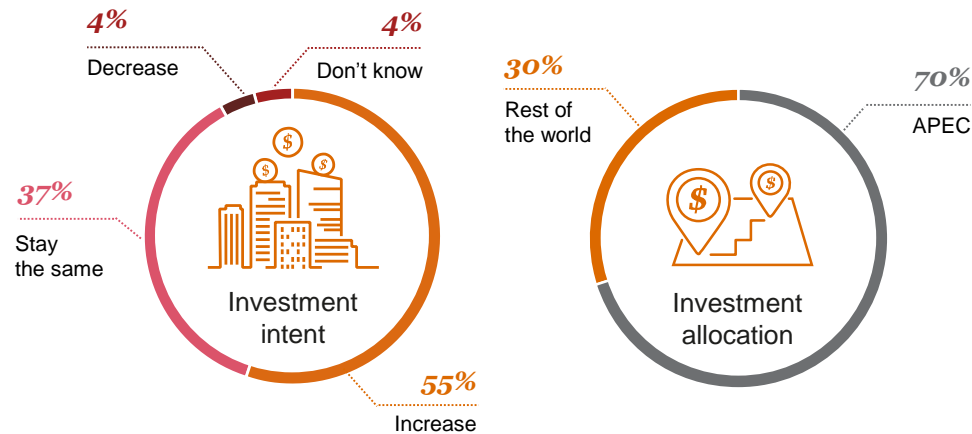 4%
Decrease
4%
Don't know
37%
Stay
the same
$
$
$
Investment
intent
55%
Increase
30%
Rest of
the world
70%
APEC
$
$
Investment
allocation